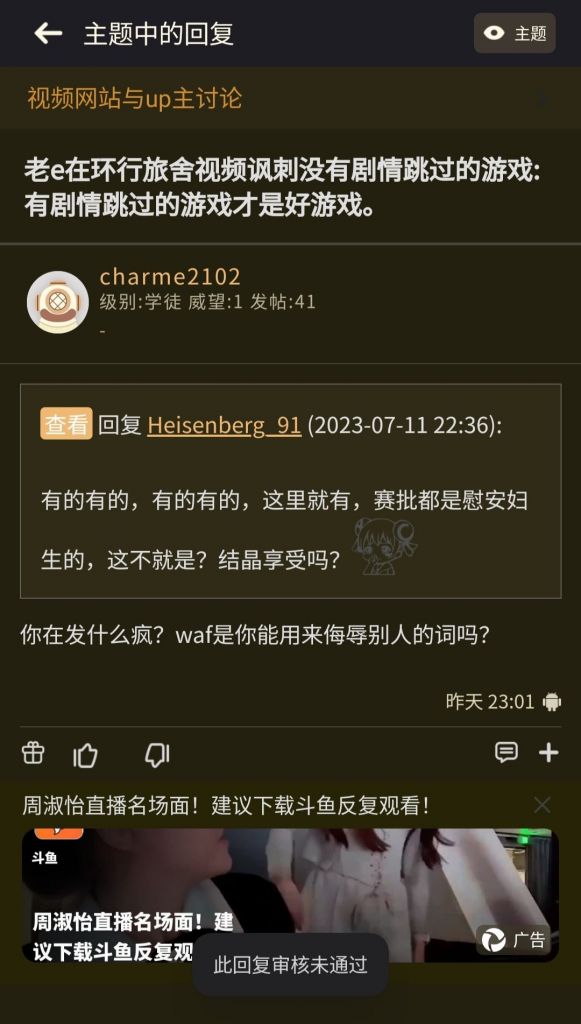 主题中的回复
主题
视频网站与up主讨论
老e在环行旅舍视频讽刺没有剧情跳过的游戏:
有剧情跳过的游戏才是好游戏。
charme2102
级别:学徒 威望:1 发帖:41
-
查看 回复 Heisenberg_91 (2023-07-11 22:36):
有的有的，有的有的，这里就有，赛批都是慰安妇
生的，这不就是？结晶享受吗？
你在发什么疯？waf是你能用来侮辱别人的词吗？
昨天 23:01
周淑怡直播名场面！建议下载斗鱼反复观看！
斗鱼
周淑怡直播名场面！建
议下载斗鱼反复观
广告
此回复审核未通过